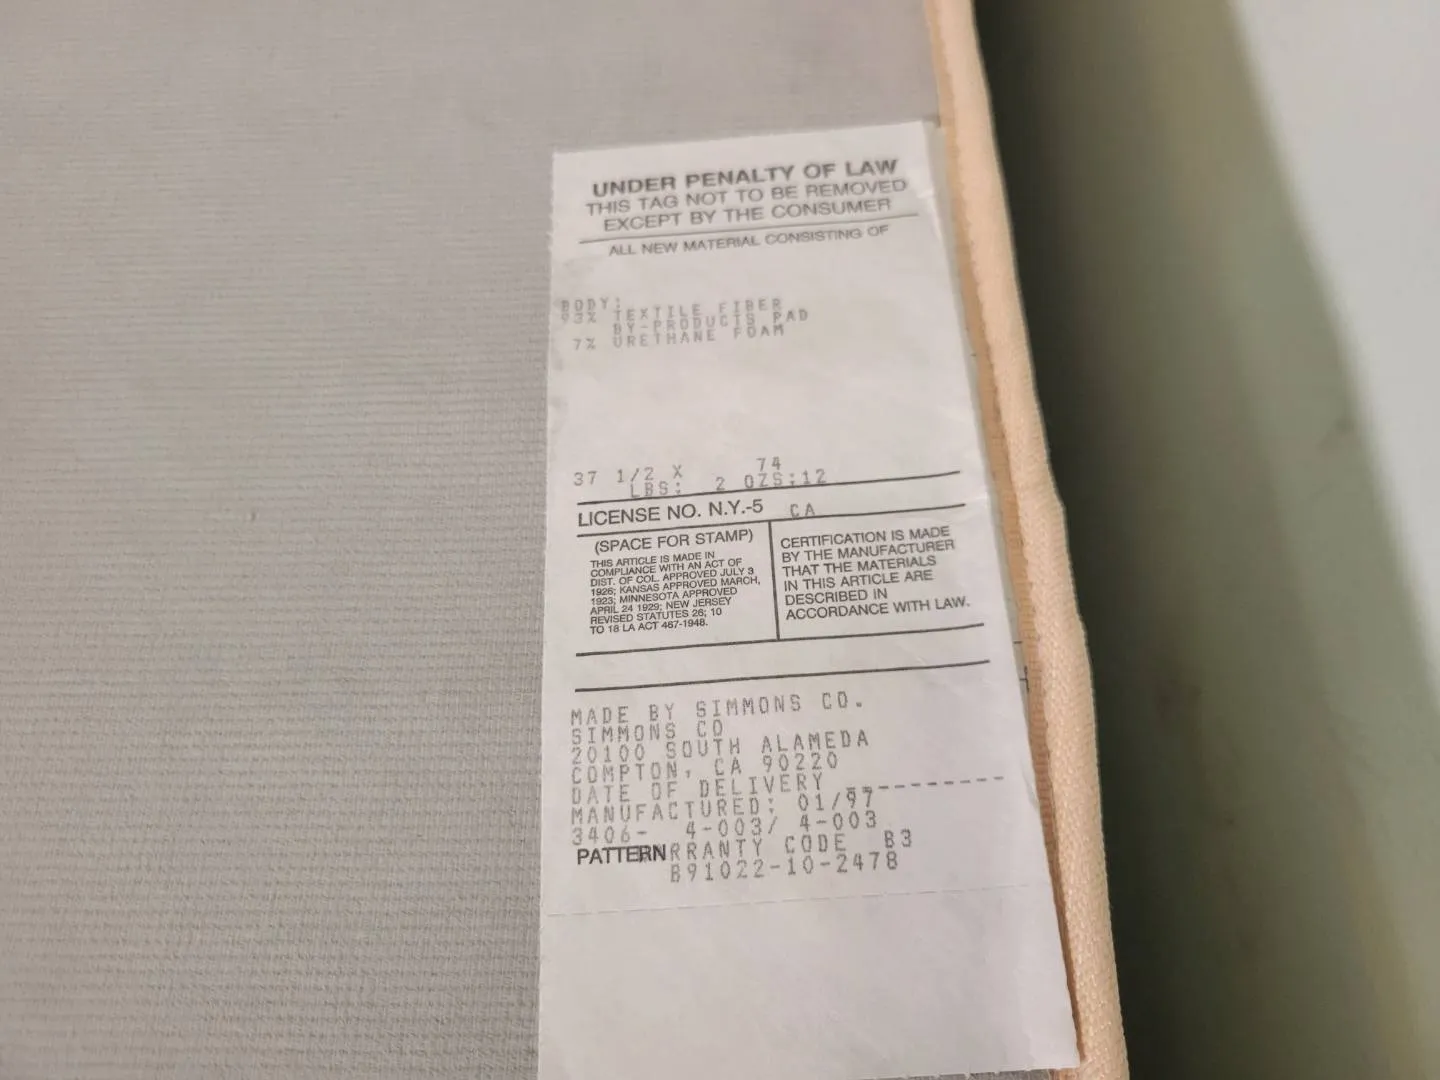 UNDER PENALTY OF LAW
THIS TAG NOT TO BE REMOVED
EXCEPT BY THE CONSUMER
ALL NEW MATERIAL CONSISTING OF
BODY:
93% TEXTILE FIBER
BY-PRODUCTS PAD
7% URETHANE FOAM
37 1/2 X 74
LBS: 2 OZS:12
LICENSE NO. N.Y.-5 CA
(SPACE FOR STAMP)
THIS ARTICLE IS MADE IN
COMPLIANCE WITH AN ACT OF
DIST. OF COL. APPROVED JULY 3
1926; KANSAS APPROVED MARCH,
1923; MINNESOTA APPROVED
APRIL 24 1929; NEW JERSEY
REVISED STATUTES 26; 10
TO 18 LA ACT 467-1948.
CERTIFICATION IS MADE
BY THE MANUFACTURER
THAT THE MATERIALS
IN THIS ARTICLE ARE
DESCRIBED IN
ACCORDANCE WITH LAW.
MADE BY SIMMONS CO.
SIMMONS CO
20100 SOUTH ALAMEDA
COMPTON, CA 90220
DATE OF DELIVERY ----------
MANUFACTURED: 01/97
3406- 4-003/ 4-003
PATTERN RRANTY CODE B3
B91022-10-2478